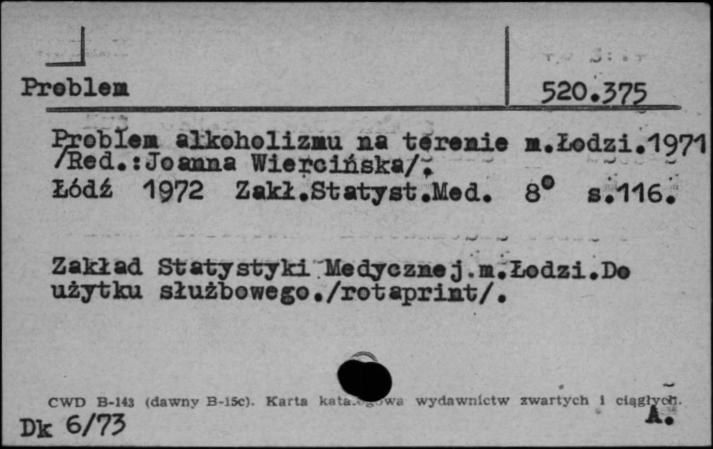 Problem
520.375
Problem alkoholizmu na terenie m.Łodzi.1971
/Red.:Joanna Wiercińska/.
Łódź 1972 Zakł.Statyst.Med. 8° s.116.
Zakład Statystyki Medycznej m.Łodzi.Do
użytku służbowego./rotaprint/.
CWD B-143 (dawny B-15c). Karta katalogowa wydawnictw zwartych i ciągłych.
Dk 6/73
A.